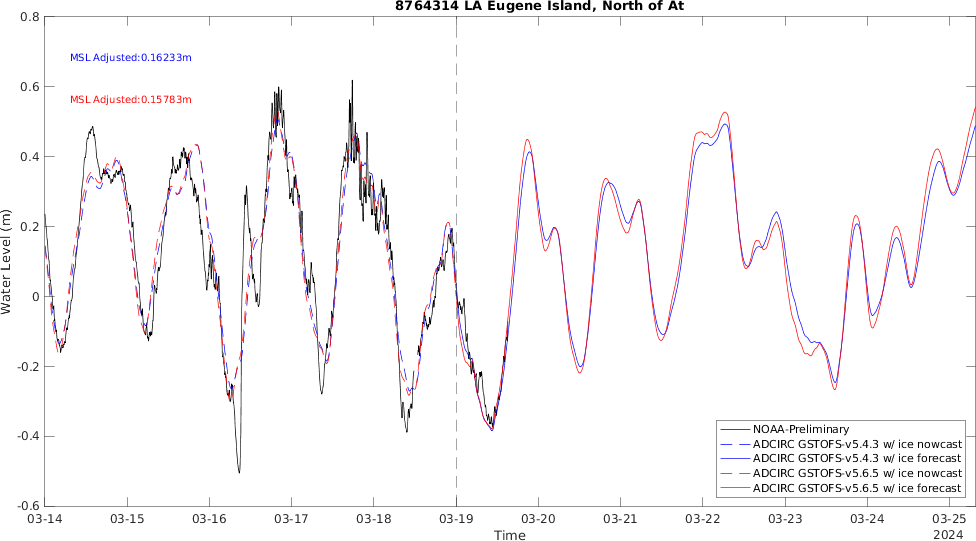 8764314 LA Eugene Island, North of At
MSL Adjusted:0.16233m
MSL Adjusted:0.15783m
Water Level (m)
0.8
0.6
0.4
0.2
0
-0.2
-0.4
-0.6
NOAA-Preliminary
ADCIRC GSTOFS-v5.4.3 w/ ice nowcast
ADCIRC GSTOFS-v5.4.3 w/ ice forecast
ADCIRC GSTOFS-v5.6.5 w/ ice nowcast
ADCIRC GSTOFS-v5.6.5 w/ ice forecast
03-14 03-15 03-16 03-17 03-18 03-19 03-20 03-21 03-22 03-23 03-24 03-25
Time
2024